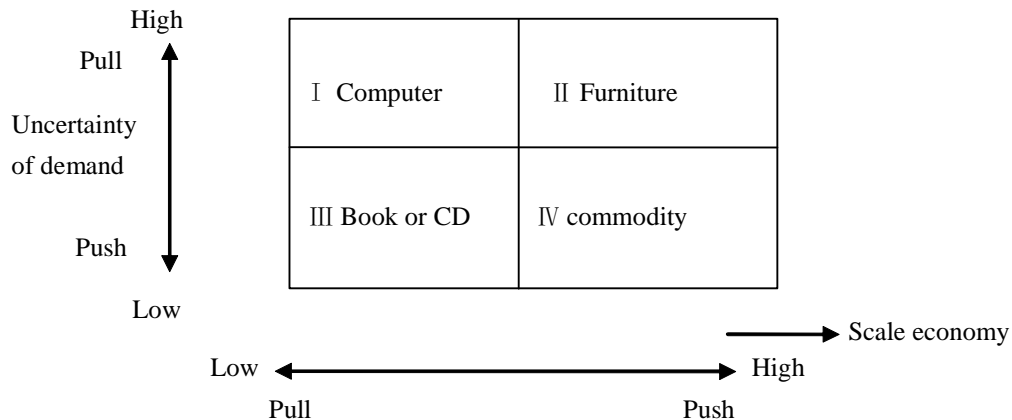 High
Pull
Ⅰ Computer
Ⅱ Furniture
Uncertainty
of demand
Ⅲ Book or CD
Ⅳ commodity
Push
Low
Scale economy
Low
High
Pull
Push